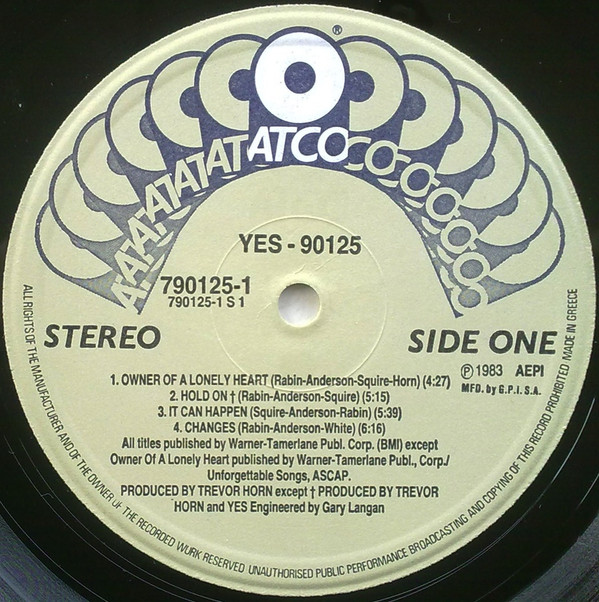 ®
ATATATATATATCOCOCOCOCOCO
YES - 90125
790125-1
790125-1 S 1
STEREO
SIDE ONE
Ⓟ1983 AEPI
MFD. by G.P.I. S.A.
1. OWNER OF A LONELY HEART (Rabin-Anderson-Squire-Horn) (4:27)
2. HOLD ON † (Rabin-Anderson-Squire) (5:15)
3. IT CAN HAPPEN (Squire-Anderson-Rabin) (5:39)
4. CHANGES (Rabin-Anderson-White) (6:16)
All titles published by Warner-Tamerlane Publ. Corp. (BMI) except
Owner Of A Lonely Heart published by Warner-Tamerlane Publ., Corp./
Unforgettable Songs, ASCAP.
PRODUCED BY TREVOR HORN except † PRODUCED BY TREVOR
HORN and YES Engineered by Gary Langan
ALL RIGHTS OF THE MANUFACTURER AND OF THE OWNER OF THE RECORDED WURK RESERVED. UNAUTHORISED PUBLIC PERFORMANCE BROADCASTING AND COPYING OF THIS RECORD PROHIBITED MADE IN GREECE